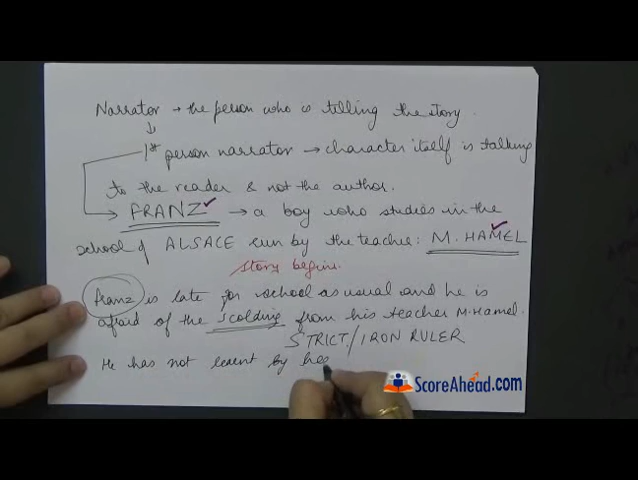 Narrator → the person who is telling the story.
↓
1st person narrator → character itself is talking
to the reader & not the author.
→ FRANZ ✓ → a boy who studies in the
school of ALSACE run by the teacher: M. HAMEL ✓
Story begins.
Franz is late for school as usual and he is
afraid of the scolding from his teacher M. Hamel.
STRICT/IRON RULER
He has not learnt by hea
ScoreAhead.com